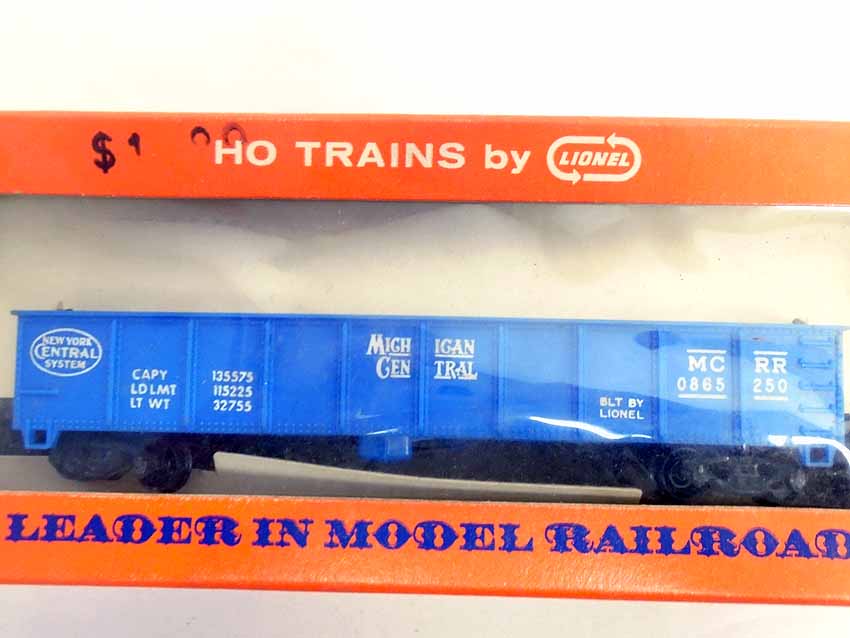 HO TRAINS by LIONEL
NEW YORK
CENTRAL
SYSTEM
CAPY 135575
LD LMT 115225
LT WT 32755
MICHIGAN
CENTRAL
BLT BY
LIONEL
MC RR
0865 250
LEADER IN MODEL RAILROAD